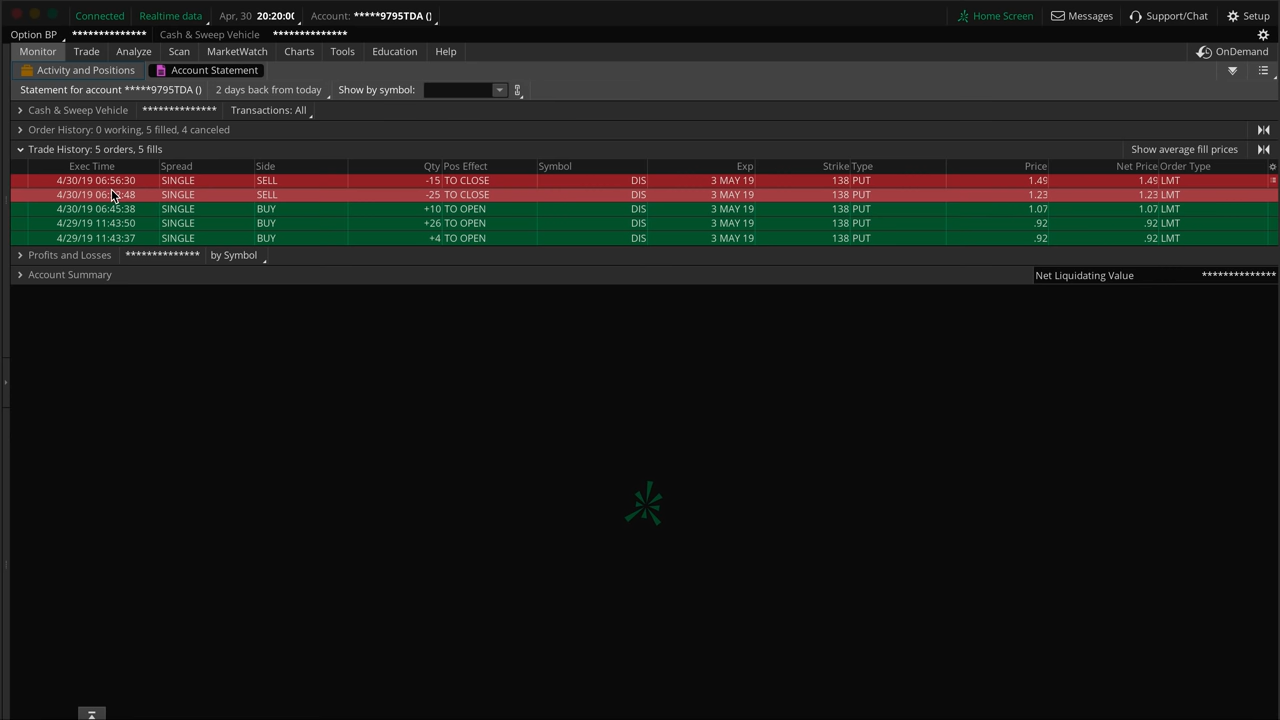 Connected Realtime data Apr, 30 20:20:00 Account: *****9795TDA () Home Screen Messages Support/Chat Setup
Option BP ************** Cash & Sweep Vehicle **************
Monitor Trade Analyze Scan MarketWatch Charts Tools Education Help OnDemand
Activity and Positions Account Statement
Statement for account *****9795TDA () 2 days back from today Show by symbol:
Cash & Sweep Vehicle ************** Transactions: All
Order History: 0 working, 5 filled, 4 canceled
Trade History: 5 orders, 5 fills Show average fill prices
Exec Time Spread Side Qty Pos Effect Symbol Exp Strike Type Price Net Price Order Type
4/30/19 06:56:30 SINGLE SELL -15 TO CLOSE DIS 3 MAY 19 138 PUT 1.49 1.49 LMT
4/30/19 SINGLE SELL -25 TO CLOSE DIS 3 MAY 19 138 PUT 1.23 1.23 LMT
4/30/19 06:45:38 SINGLE BUY +10 TO OPEN DIS 3 MAY 19 138 PUT 1.07 1.07 LMT
4/29/19 11:43:50 SINGLE BUY +26 TO OPEN DIS 3 MAY 19 138 PUT .92 .92 LMT
4/29/19 11:43:37 SINGLE BUY +4 TO OPEN DIS 3 MAY 19 138 PUT .92 .92 LMT
Profits and Losses ************** by Symbol
Account Summary Net Liquidating Value **************